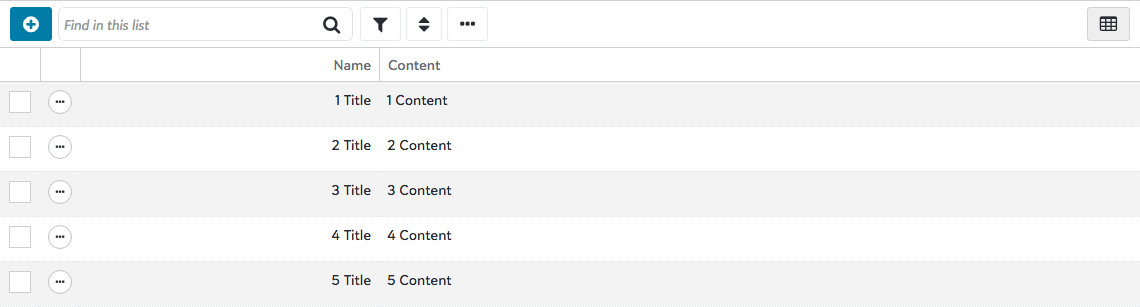 Find in this list
Name Content
1 Title 1 Content
2 Title 2 Content
3 Title 3 Content
4 Title 4 Content
5 Title 5 Content